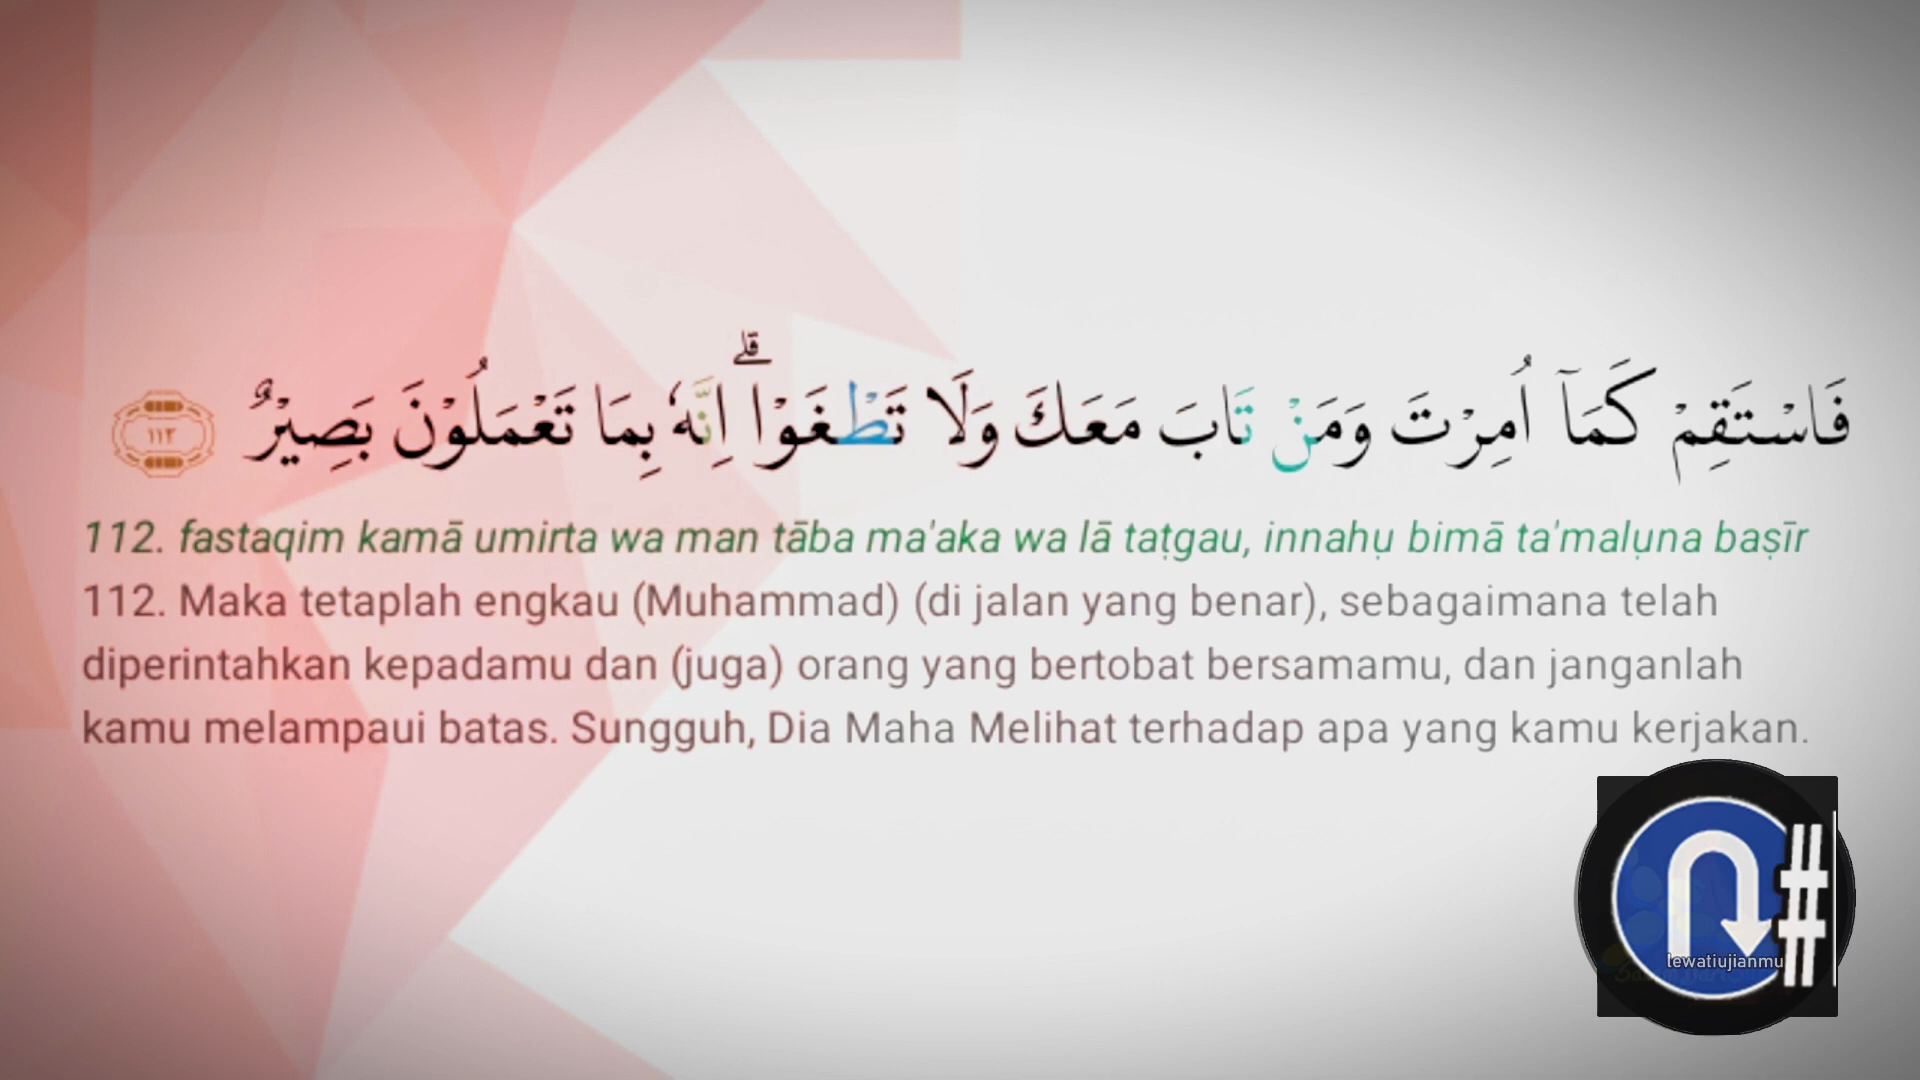 فَاسْتَقِمْ كَمَآ اُمِرْتَ وَمَنْ تَابَ مَعَكَ وَلَا تَطْغَوْاۗ اِنَّهٗ بِمَا تَعْمَلُوْنَ بَصِيْرٌ ١١٢
112. fastaqim kamā umirta wa man tāba ma'aka wa lā taṭgau, innahụ bimā ta'malụna baṣīr
112. Maka tetaplah engkau (Muhammad) (di jalan yang benar), sebagaimana telah
diperintahkan kepadamu dan (juga) orang yang bertobat bersamamu, dan janganlah
kamu melampaui batas. Sungguh, Dia Maha Melihat terhadap apa yang kamu kerjakan.
#
lewatiujianmu